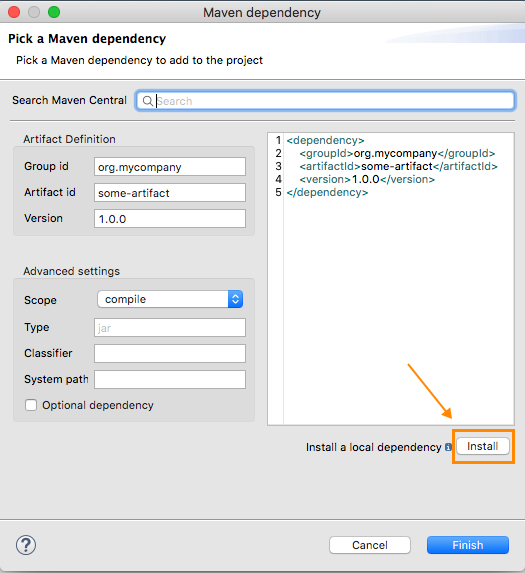 Maven dependency
Pick a Maven dependency
Pick a Maven dependency to add to the project
Search Maven Central
Search
Artifact Definition
Group id
org.mycompany
Artifact id
some-artifact
Version
1.0.0
1 <dependency>
2 <groupId>org.mycompany</groupId>
3 <artifactId>some-artifact</artifactId>
4 <version>1.0.0</version>
5 </dependency>
Advanced settings
Scope
compile
Type
jar
Classifier
System path
Optional dependency
Install a local dependency
Install
?
Cancel
Finish